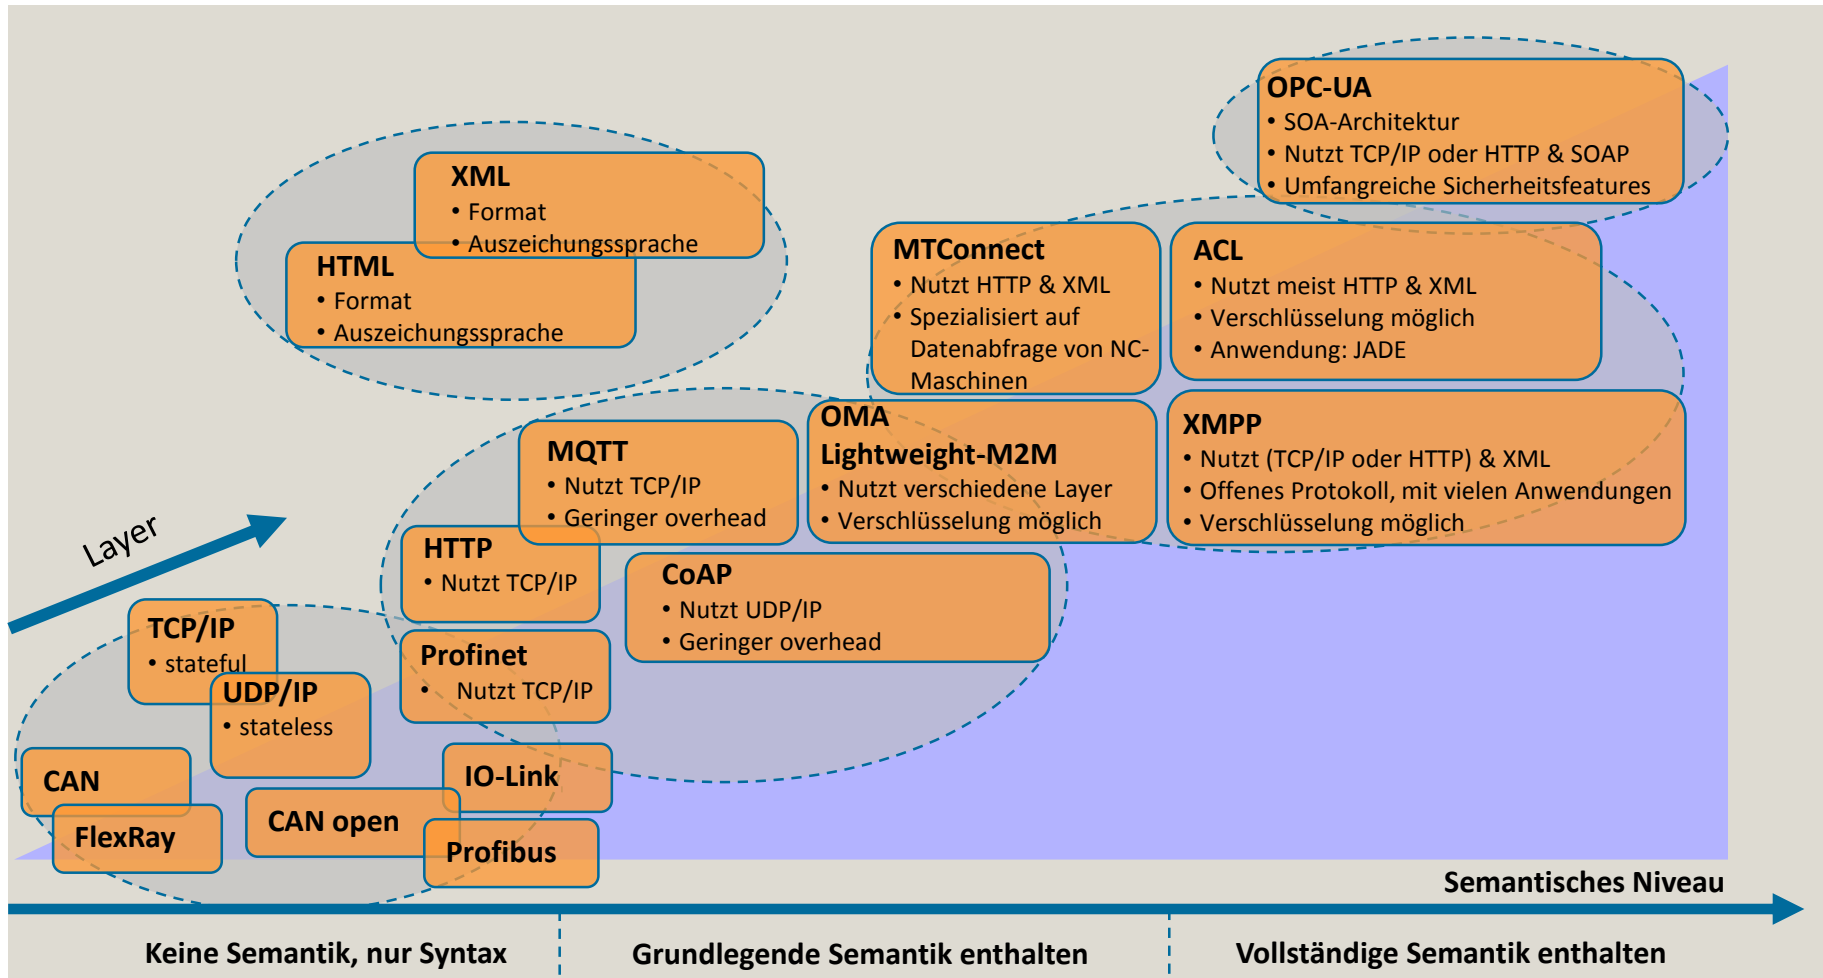 OPC-UA
• SOA-Architektur
• Nutzt TCP/IP oder HTTP & SOAP
• Umfangreiche Sicherheitsfeatures
XML
• Format
• Auszeichungssprache
HTML
• Format
• Auszeichungssprache
MTConnect
• Nutzt HTTP & XML
• Spezialisiert auf
Datenabfrage von NC-
Maschinen
ACL
• Nutzt meist HTTP & XML
• Verschlüsselung möglich
• Anwendung: JADE
MQTT
• Nutzt TCP/IP
• Geringer overhead
OMA
Lightweight-M2M
• Nutzt verschiedene Layer
• Verschlüsselung möglich
XMPP
• Nutzt (TCP/IP oder HTTP) & XML
• Offenes Protokoll, mit vielen Anwendungen
• Verschlüsselung möglich
Layer
HTTP
• Nutzt TCP/IP
CoAP
• Nutzt UDP/IP
• Geringer overhead
TCP/IP
• stateful
UDP/IP
• stateless
Profinet
• Nutzt TCP/IP
CAN
FlexRay
CAN open
IO-Link
Profibus
Semantisches Niveau
Keine Semantik, nur Syntax
Grundlegende Semantik enthalten
Vollständige Semantik enthalten